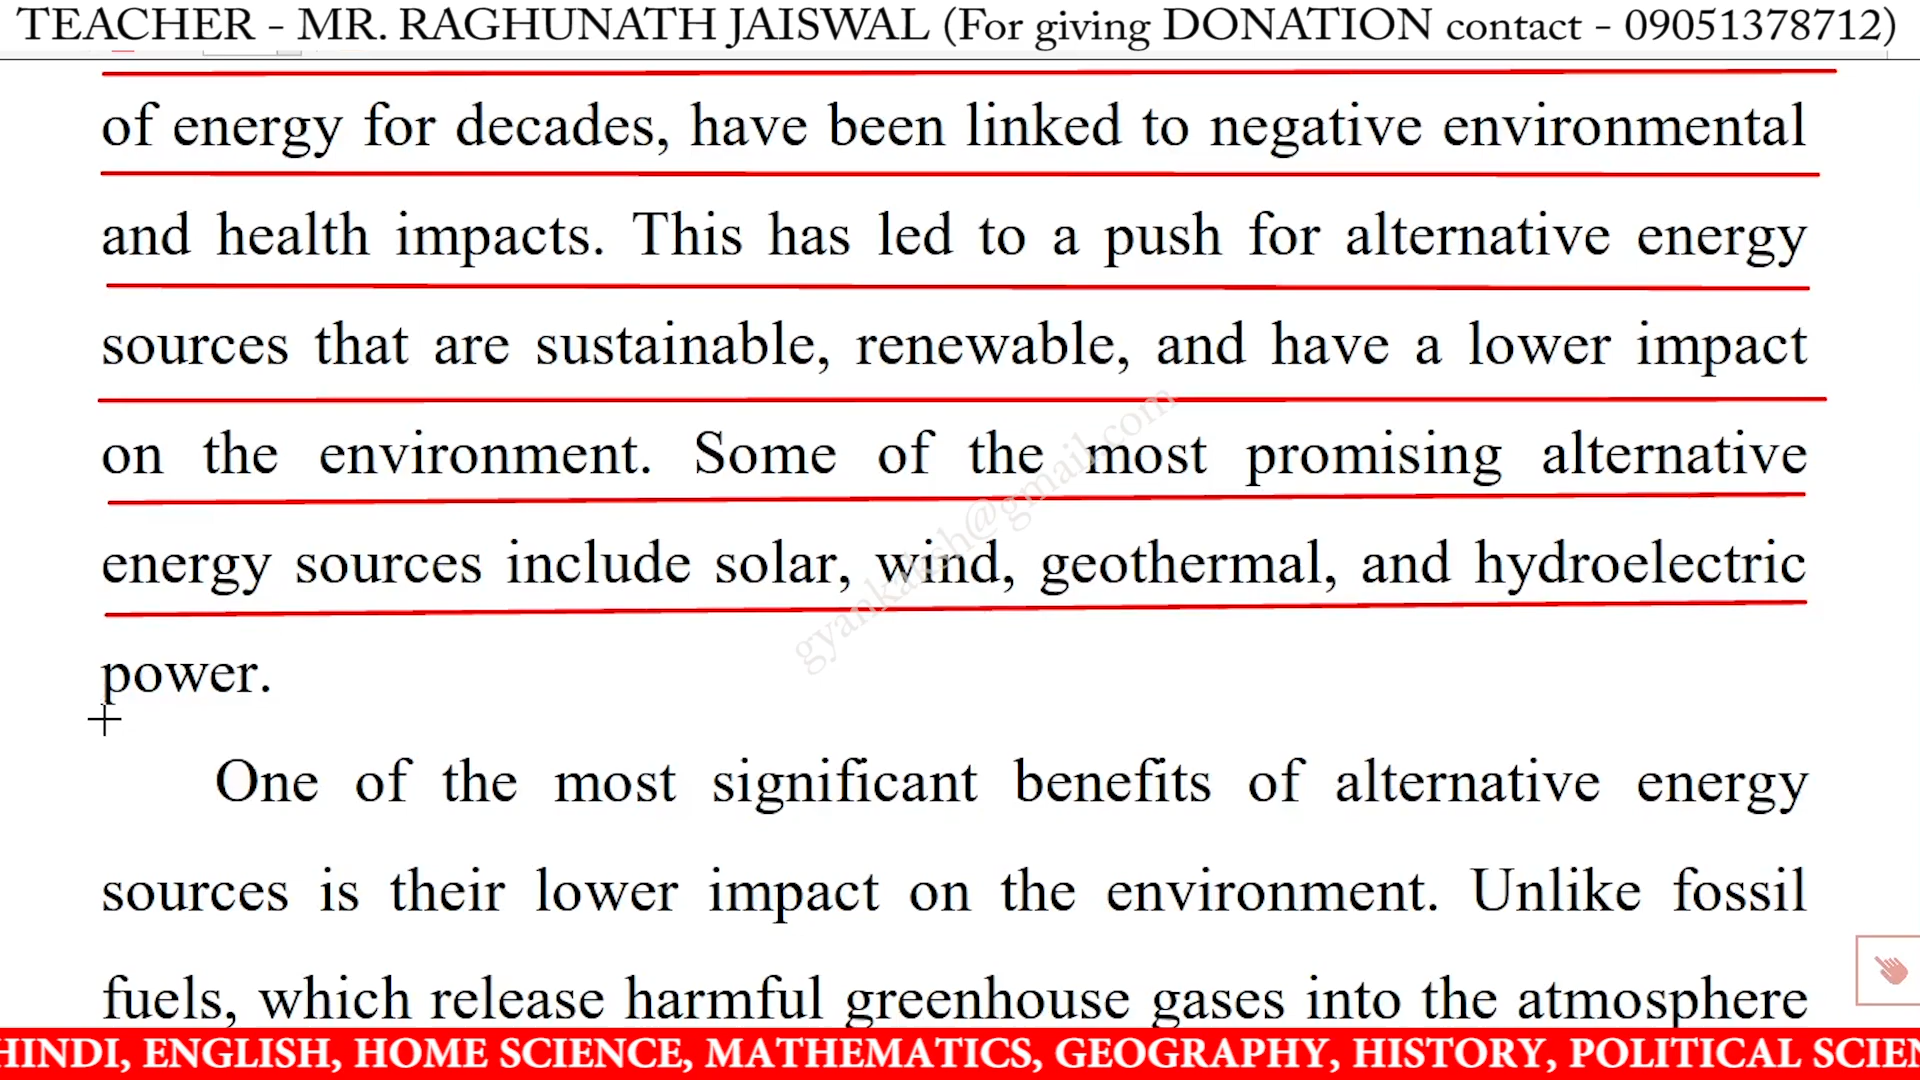 TEACHER - MR. RAGHUNATH JAISWAL (For giving DONATION contact - 09051378712)
of energy for decades, have been linked to negative environmental
and health impacts. This has led to a push for alternative energy
sources that are sustainable, renewable, and have a lower impact
on the environment. Some of the most promising alternative
energy sources include solar, wind, geothermal, and hydroelectric
power.
gyankaksh@gmail.com
One of the most significant benefits of alternative energy
sources is their lower impact on the environment. Unlike fossil
fuels, which release harmful greenhouse gases into the atmosphere
HINDI, ENGLISH, HOME SCIENCE, MATHEMATICS, GEOGRAPHY, HISTORY, POLITICAL SCIEN